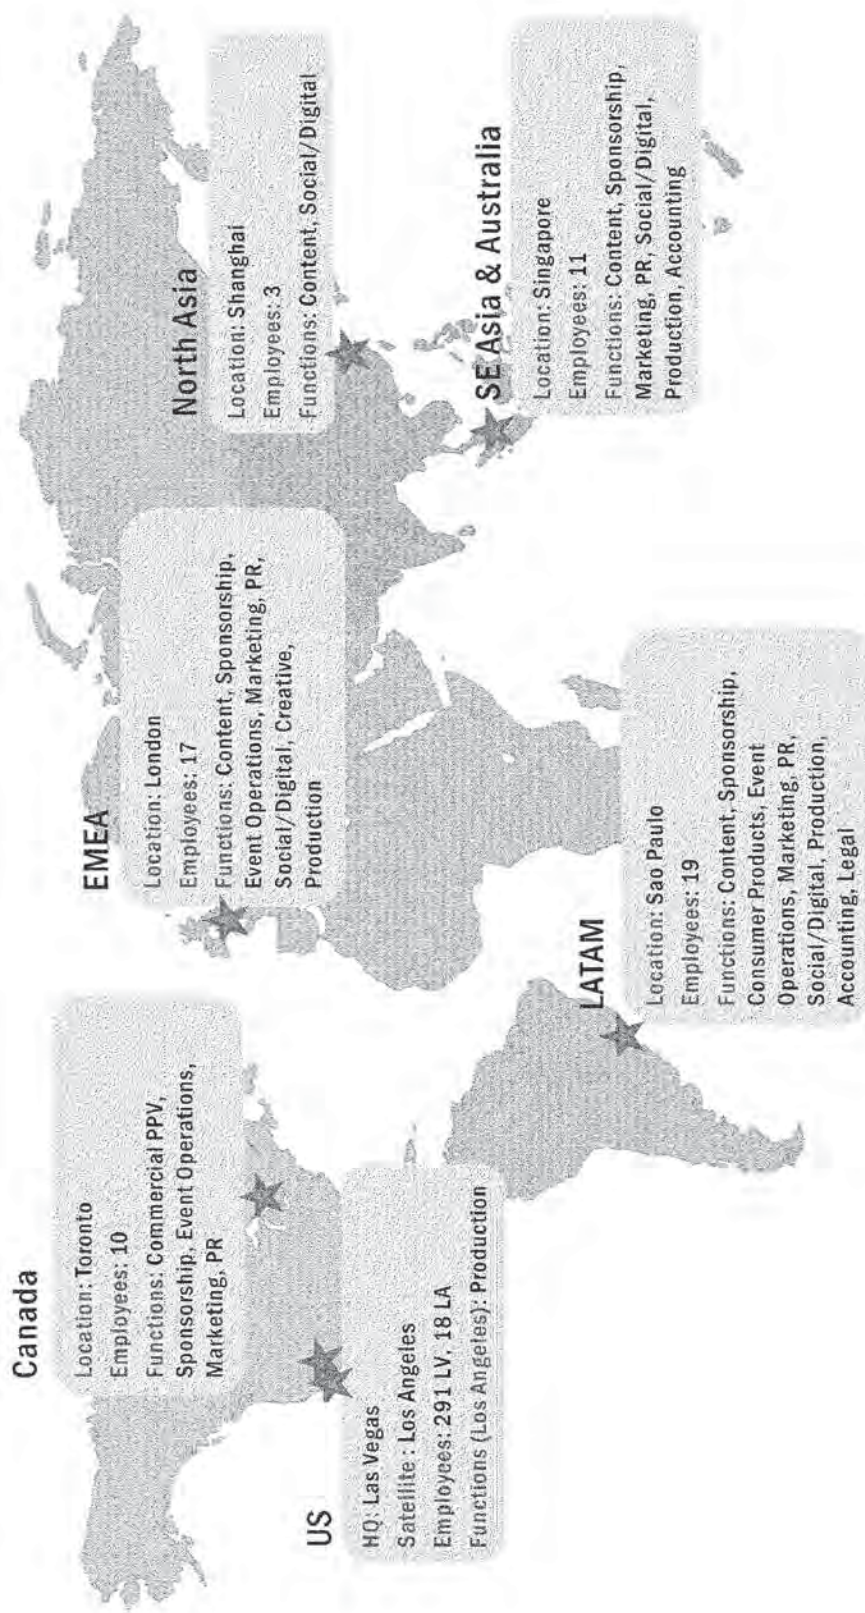 Canada
Location: Toronto
Employees: 10
Functions: Commercial PPV,
Sponsorship, Event Operations,
Marketing, PR
US
HQ: Las Vegas
Satellite : Los Angeles
Employees: 291 LV, 18 LA
Functions (Los Angeles): Production
EMEA
Location: London
Employees: 17
Functions: Content, Sponsorship,
Event Operations, Marketing, PR,
Social/Digital, Creative,
Production
LATAM
Location: Sao Paulo
Employees: 19
Functions: Content, Sponsorship,
Consumer Products, Event
Operations, Marketing, PR,
Social/Digital, Production,
Accounting, Legal
North Asia
Location: Shanghai
Employees: 3
Functions: Content, Social/Digital
SE Asia & Australia
Location: Singapore
Employees: 11
Functions: Content, Sponsorship,
Marketing, PR, Social/Digital,
Production, Accounting